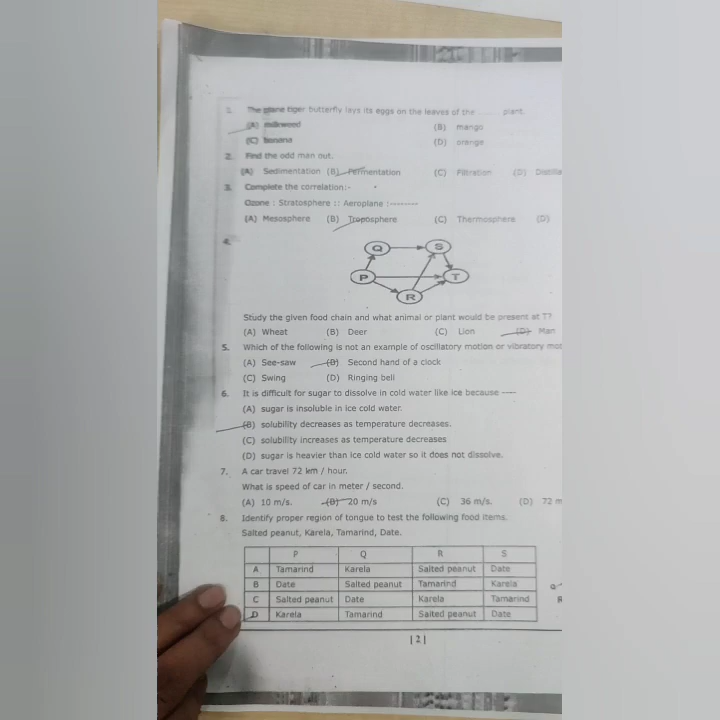 1. The plane tiger butterfly lays its eggs on the leaves of the ...... plant.
(A) milkweed (B) mango
(C) banana (D) orange
2. Find the odd man out.
(A) Sedimentation (B) Fermentation (C) Filtration (D)
3. Complete the correlation:-
Ozone : Stratosphere :: Aeroplane :--------
(A) Mesosphere (B) Troposphere (C) Thermosphere (D)
4.
Q S
P T
R
Study the given food chain and what animal or plant would be present at T?
(A) Wheat (B) Deer (C) Lion (D) Man
5. Which of the following is not an example of oscillatory motion or vibratory
(A) See-saw (B) Second hand of a clock
(C) Swing (D) Ringing bell
6. It is difficult for sugar to dissolve in cold water like ice because ----
(A) sugar is insoluble in ice cold water.
(B) solubility decreases as temperature decreases.
(C) solubility increases as temperature decreases
(D) sugar is heavier than ice cold water so it does not dissolve.
7. A car travel 72 km / hour.
What is speed of car in meter / second.
(A) 10 m/s. (B) 20 m/s (C) 36 m/s. (D) 72 m
8. Identify proper region of tongue to test the following food items.
Salted peanut, Karela, Tamarind, Date.
P Q R S
A Tamarind Karela Salted peanut Date
B Date Salted peanut Tamarind Karela
C Salted peanut Date Karela Tamarind
D Karela Tamarind Salted peanut Date
[ 2 ]